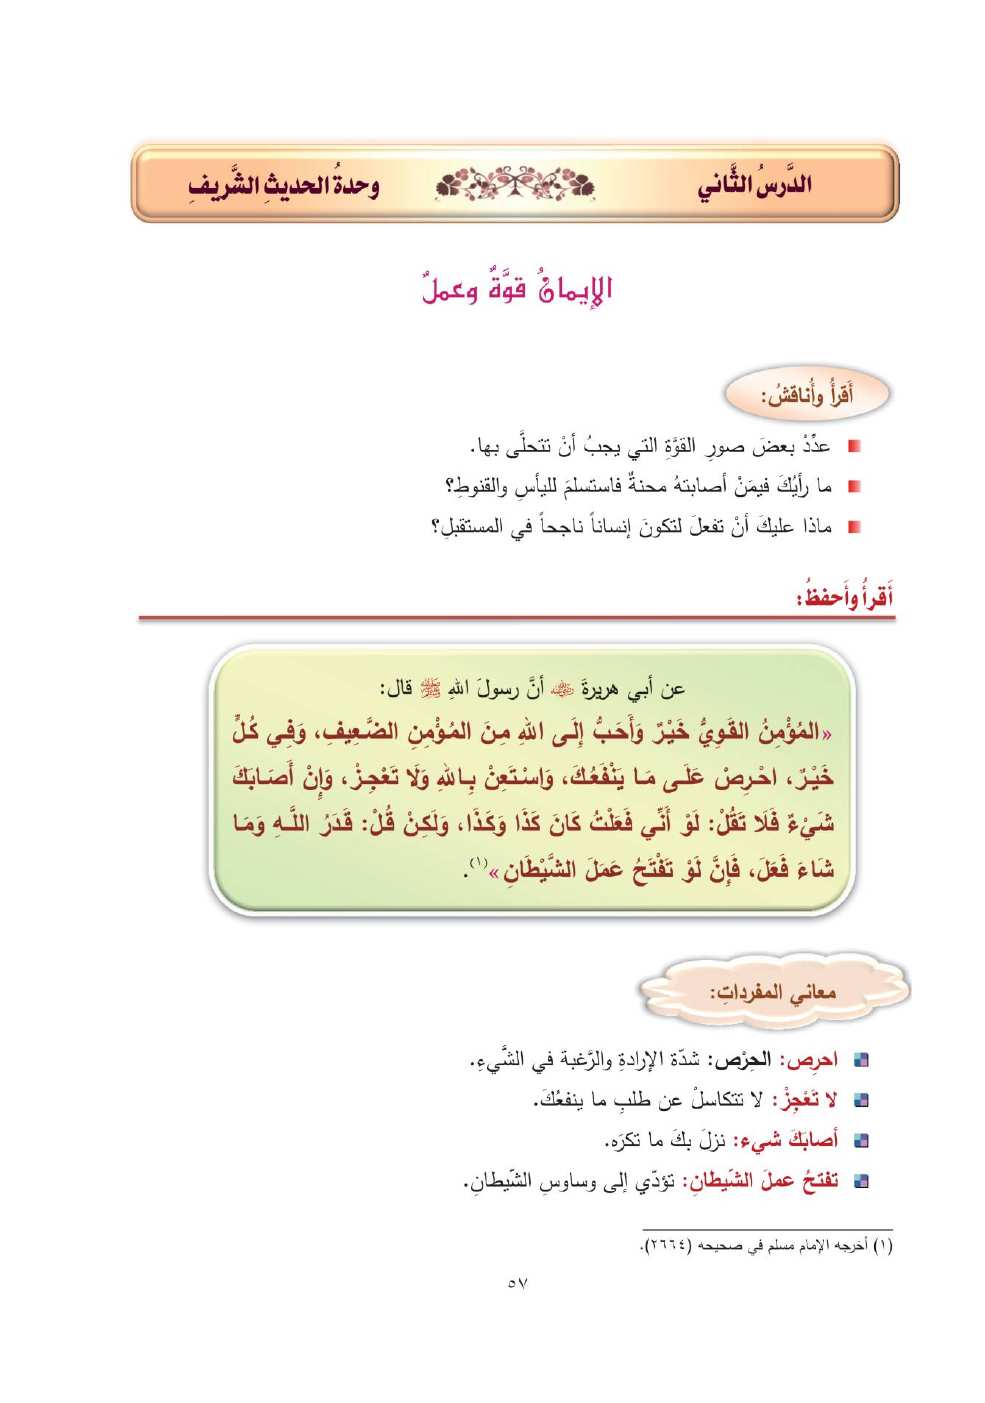 الدَّرسُ الثَّاني
وحدةُ الحديثِ الشَّريفِ
الإيمانُ قوَّةٌ وعملٌ
أَقرأُ وأُناقشُ:
عدِّدْ بعضَ صورِ القوَّةِ التي يجبُ أنْ تتحلَّى بها.
ما رأيُكَ فيمَنْ أصابتهُ محنةٌ فاستسلمَ لليأسِ والقنوطِ؟
ماذا عليكَ أنْ تفعلَ لتكونَ إنساناً ناجحاً في المستقبلِ؟
أَقرأُ وأَحفظُ:
عن أبي هريرةَ رضي الله عنه أنَّ رسولَ اللهِ ﷺ قال:
«المُؤْمِنُ القَوِيُّ خَيْرٌ وَأَحَبُّ إِلَى اللهِ مِنَ المُؤْمِنِ الضَّعِيفِ، وَفِي كُلٍّ
خَيْرٌ، احْرِصْ عَلَى مَا يَنْفَعُكَ، وَاسْتَعِنْ بِاللهِ وَلَا تَعْجِزْ، وَإِنْ أَصَابَكَ
شَيْءٌ فَلَا تَقُلْ: لَوْ أَنِّي فَعَلْتُ كَانَ كَذَا وَكَذَا، وَلَكِنْ قُلْ: قَدَرُ اللَّهِ وَمَا
شَاءَ فَعَلَ، فَإِنَّ لَوْ تَفْتَحُ عَمَلَ الشَّيْطَانِ»(١).
معاني المفرداتِ:
احرِص: الحِرْص: شدّة الإرادةِ والرَّغبة في الشَّيءِ.
لا تَعْجِزْ: لا تتكاسلْ عن طلبِ ما ينفعُكَ.
أصابَكَ شيء: نزلَ بكَ ما تكرَه.
تفتحُ عملَ الشّيطانِ: تؤدّي إلى وساوسِ الشّيطانِ.
(١) أخرجه الإمام مسلم في صحيحه (٢٦٦٤).
٥٧